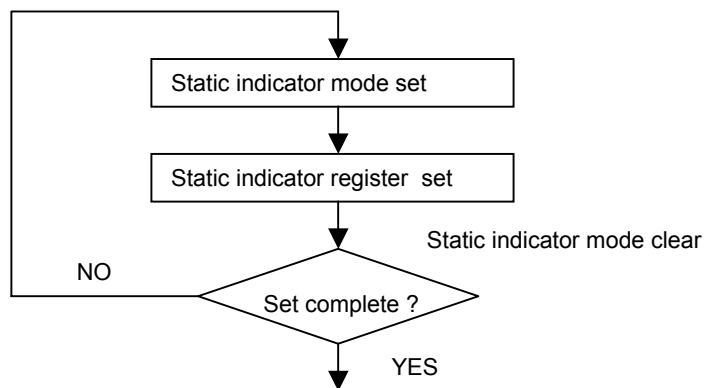 Static indicator mode set
Static indicator register set
Static indicator mode clear
NO
Set complete ?
YES